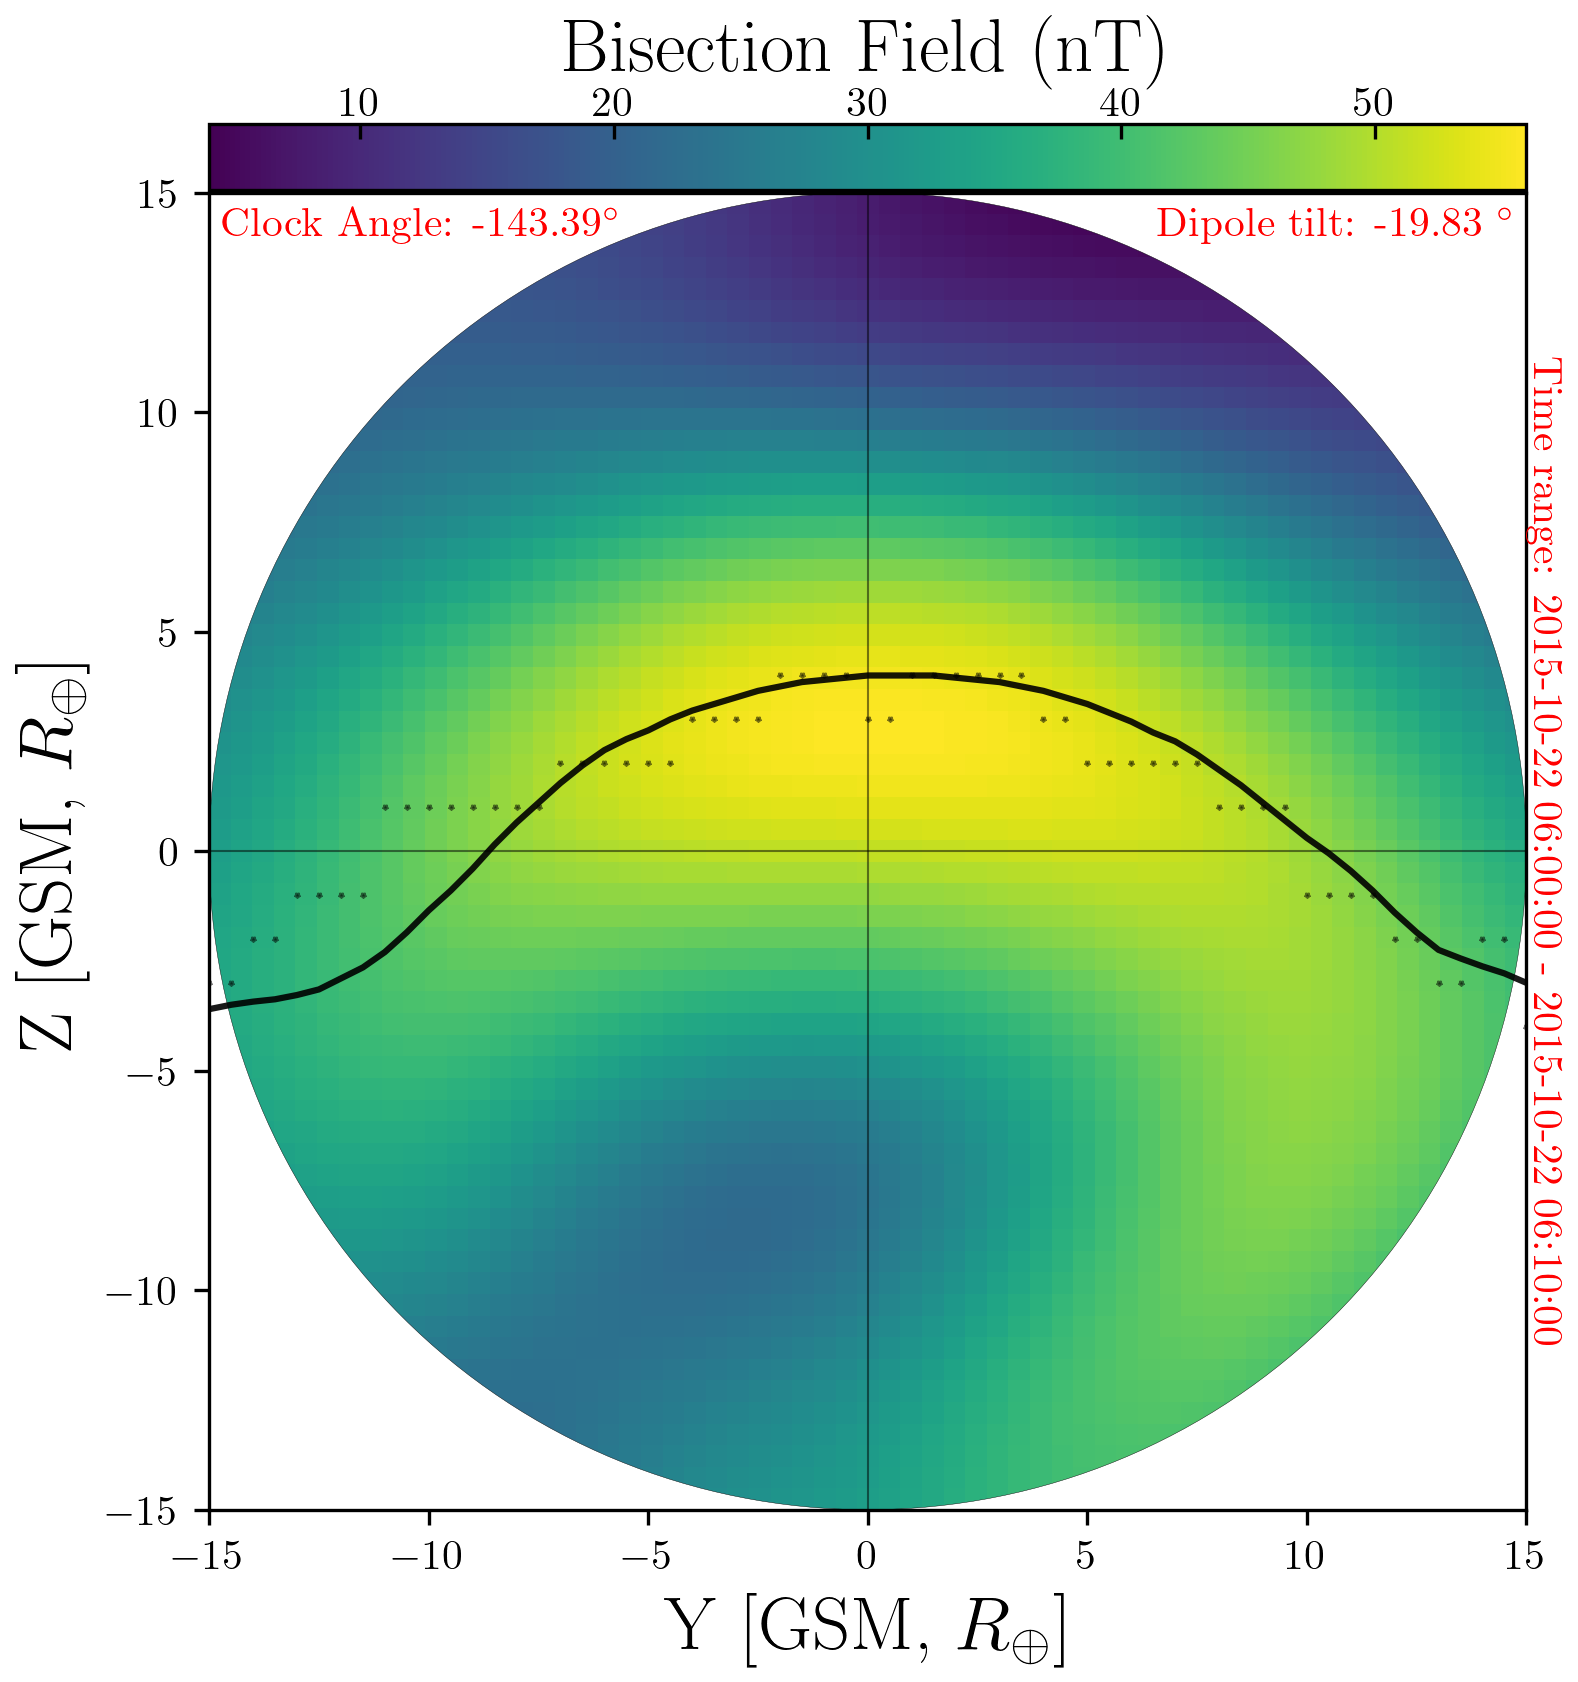 Bisection Field (nT)
10 20 30 40 50
Clock Angle: -143.39°
Dipole tilt: -19.83 °
15
10
5
0
−5
−10
−15
Z [GSM, R⊕]
Time range: 2015-10-22 06:00:00 - 2015-10-22 06:10:00
−15 −10 −5 0 5 10 15
Y [GSM, R⊕]